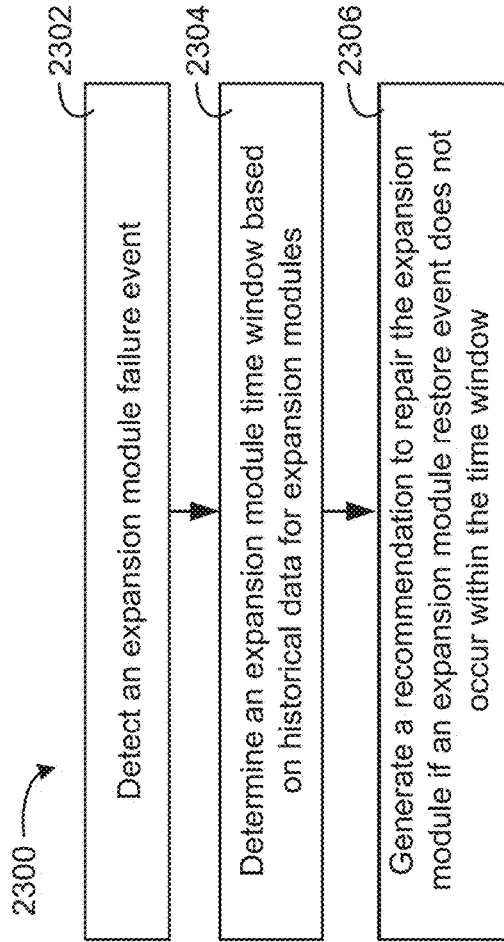 2300
2302
Detect an expansion module failure event
2304
Determine an expansion module time window based
on historical data for expansion modules
2306
Generate a recommendation to repair the expansion
module if an expansion module restore event does not
occur within the time window